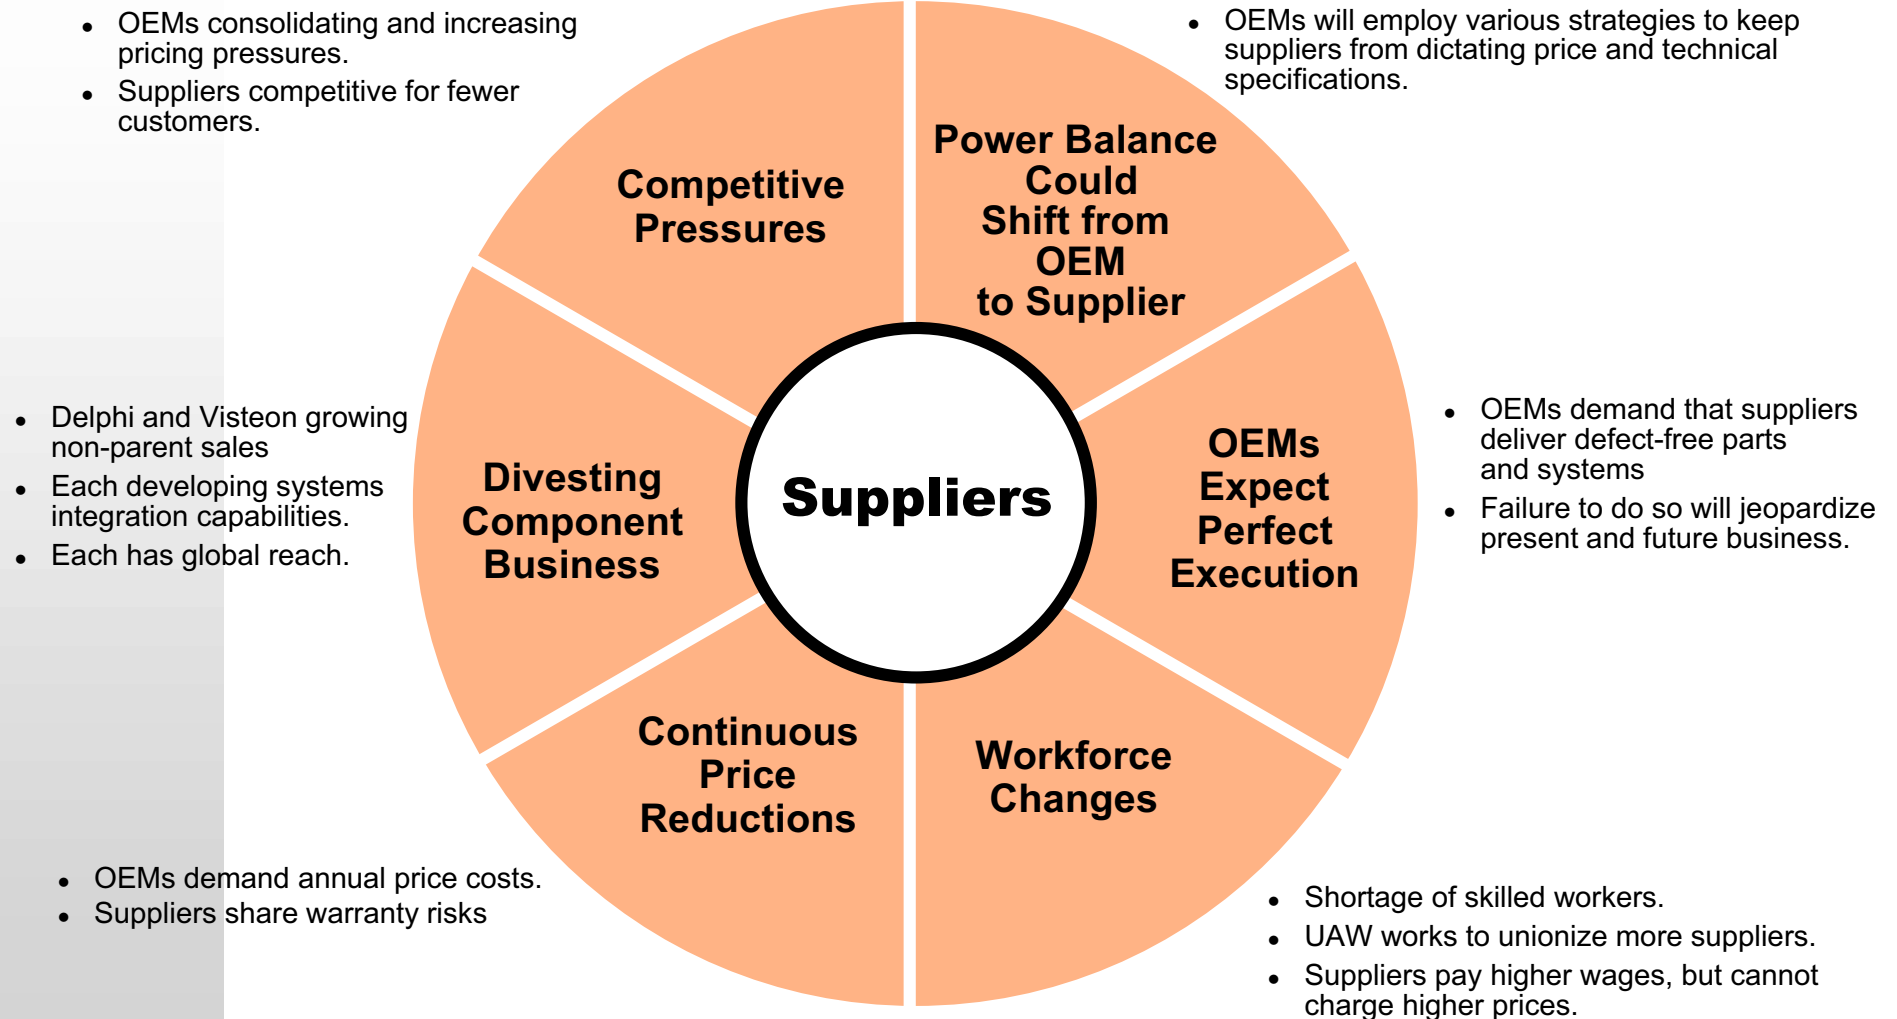 • OEMs consolidating and increasing
pricing pressures.
• Suppliers competitive for fewer
customers.
• OEMs will employ various strategies to keep
suppliers from dictating price and technical
specifications.
Competitive
Pressures
Power Balance
Could
Shift from
OEM
to Supplier
• Delphi and Visteon growing
non-parent sales
• Each developing systems
integration capabilities.
• Each has global reach.
Divesting
Component
Business
Suppliers
OEMs
Expect
Perfect
Execution
• OEMs demand that suppliers
deliver defect-free parts
and systems
• Failure to do so will jeopardize
present and future business.
Continuous
Price
Reductions
Workforce
Changes
• OEMs demand annual price costs.
• Suppliers share warranty risks
• Shortage of skilled workers.
• UAW works to unionize more suppliers.
• Suppliers pay higher wages, but cannot
charge higher prices.